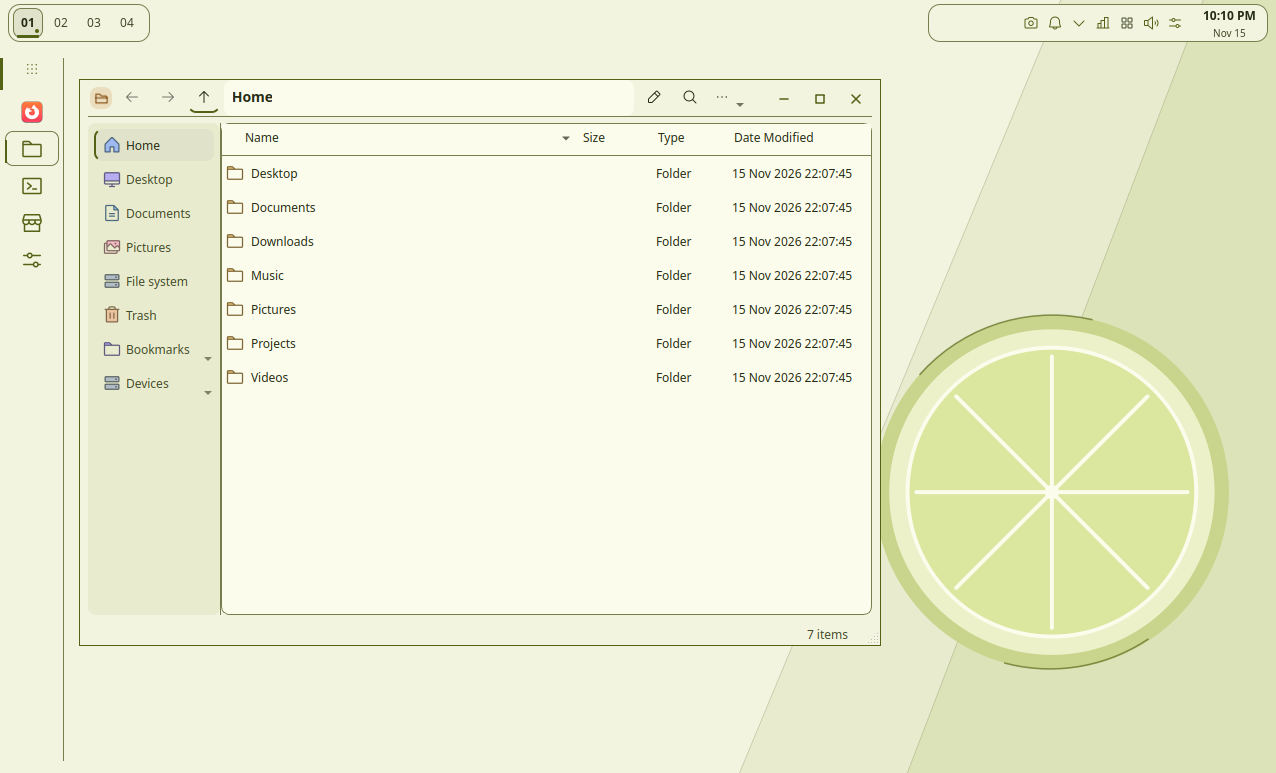 01 02 03 04
10:10 PM
Nov 15
Home
Name Size Type Date Modified
Home
Desktop
Documents
Pictures
File system
Trash
Bookmarks
Devices
Desktop Folder 15 Nov 2026 22:07:45
Documents Folder 15 Nov 2026 22:07:45
Downloads Folder 15 Nov 2026 22:07:45
Music Folder 15 Nov 2026 22:07:45
Pictures Folder 15 Nov 2026 22:07:45
Projects Folder 15 Nov 2026 22:07:45
Videos Folder 15 Nov 2026 22:07:45
7 items